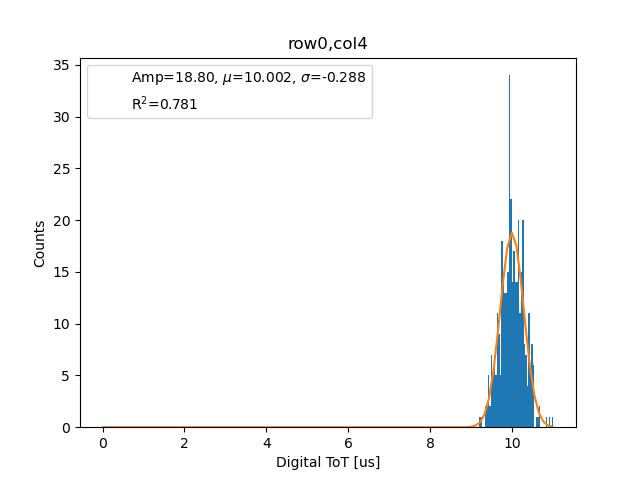 row0,col4
Amp=18.80, μ=10.002, σ=-0.288
R²=0.781
35
30
25
20
15
10
5
0
Counts
0 2 4 6 8 10
Digital ToT [us]